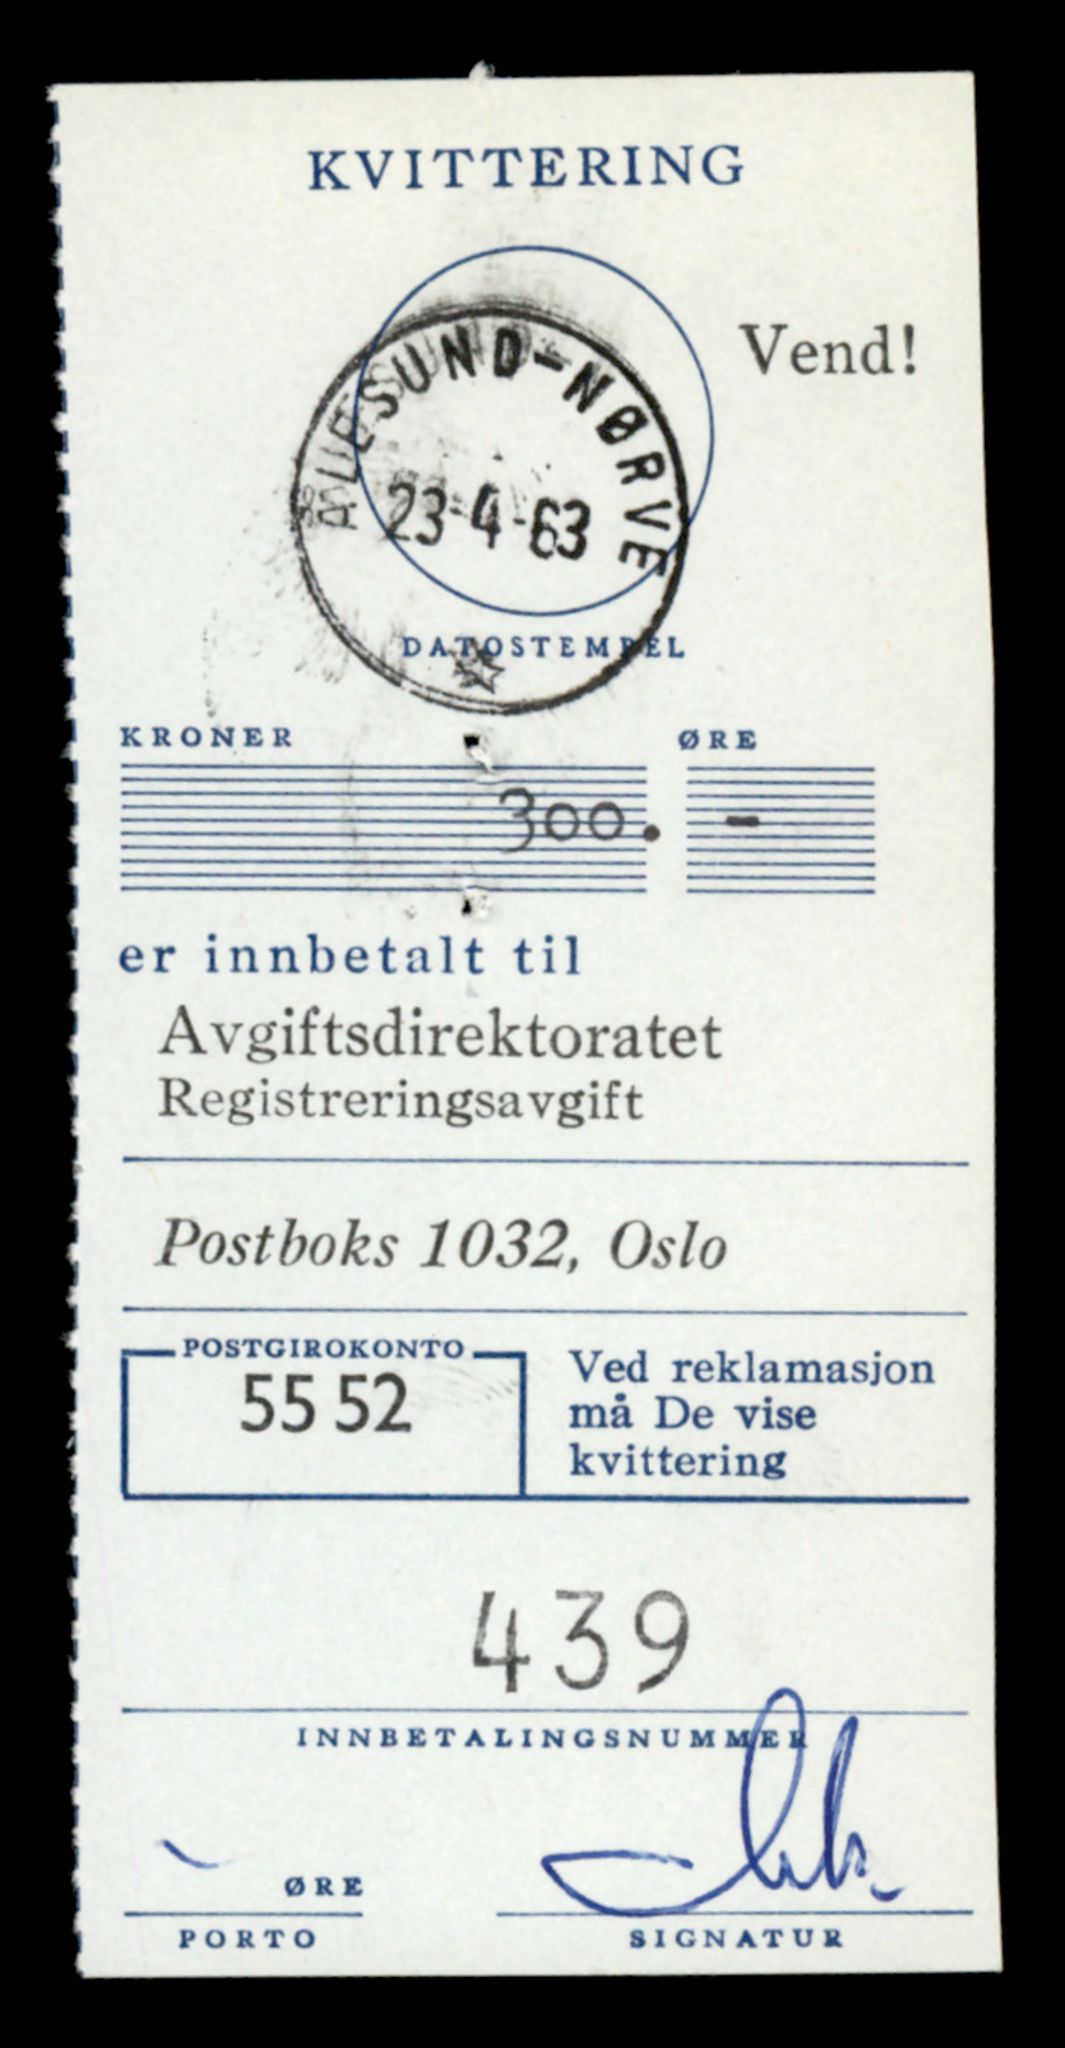 KVITTERING
Vend!
ÅLESUND-NØRVE
23-4-63
DATOSTEMPEL
KRONER ØRE
300. -
er innbetalt til
Avgiftsdirektoratet
Registreringsavgift
Postboks 1032, Oslo
POSTGIROKONTO
55 52
Ved reklamasjon
må De vise
kvittering
439
INNBETALINGSNUMMER
ØRE
PORTO
SIGNATUR